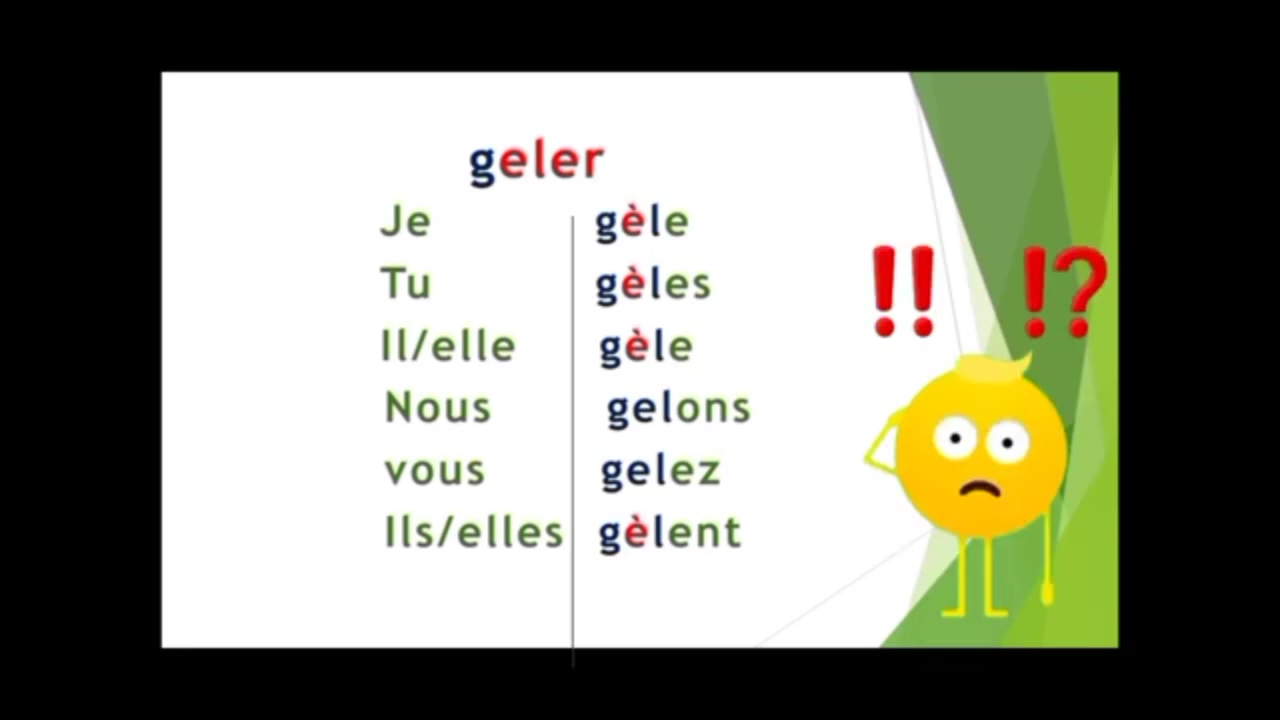 geler
Je gèle
Tu gèles
Il/elle gèle
Nous gelons
vous gelez
Ils/elles gèlent
!! !?